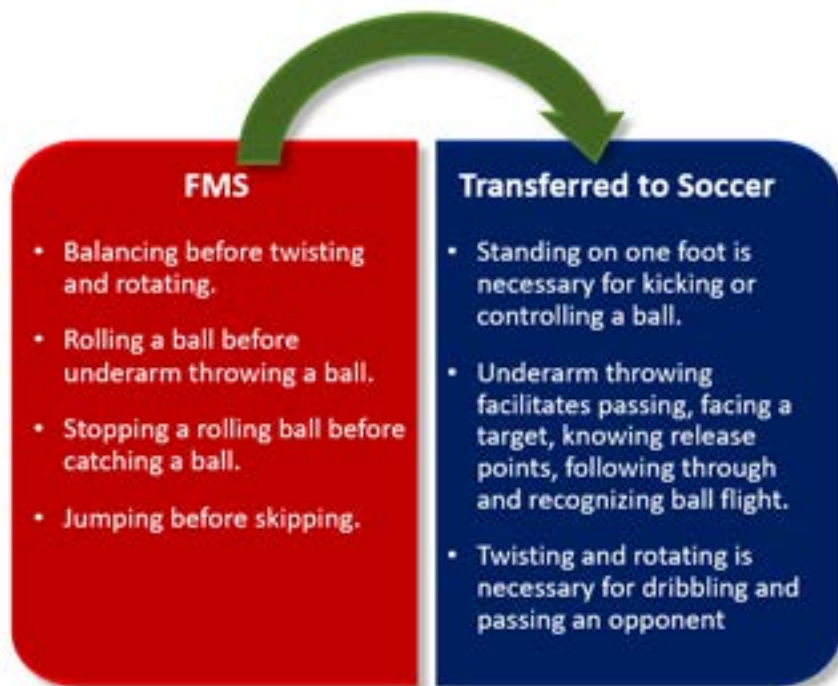 FMS
• Balancing before twisting
and rotating.
• Rolling a ball before
underarm throwing a ball.
• Stopping a rolling ball before
catching a ball.
• Jumping before skipping.
Transferred to Soccer
• Standing on one foot is
necessary for kicking or
controlling a ball.
• Underarm throwing
facilitates passing, facing a
target, knowing release
points, following through
and recognizing ball flight.
• Twisting and rotating is
necessary for dribbling and
passing an opponent